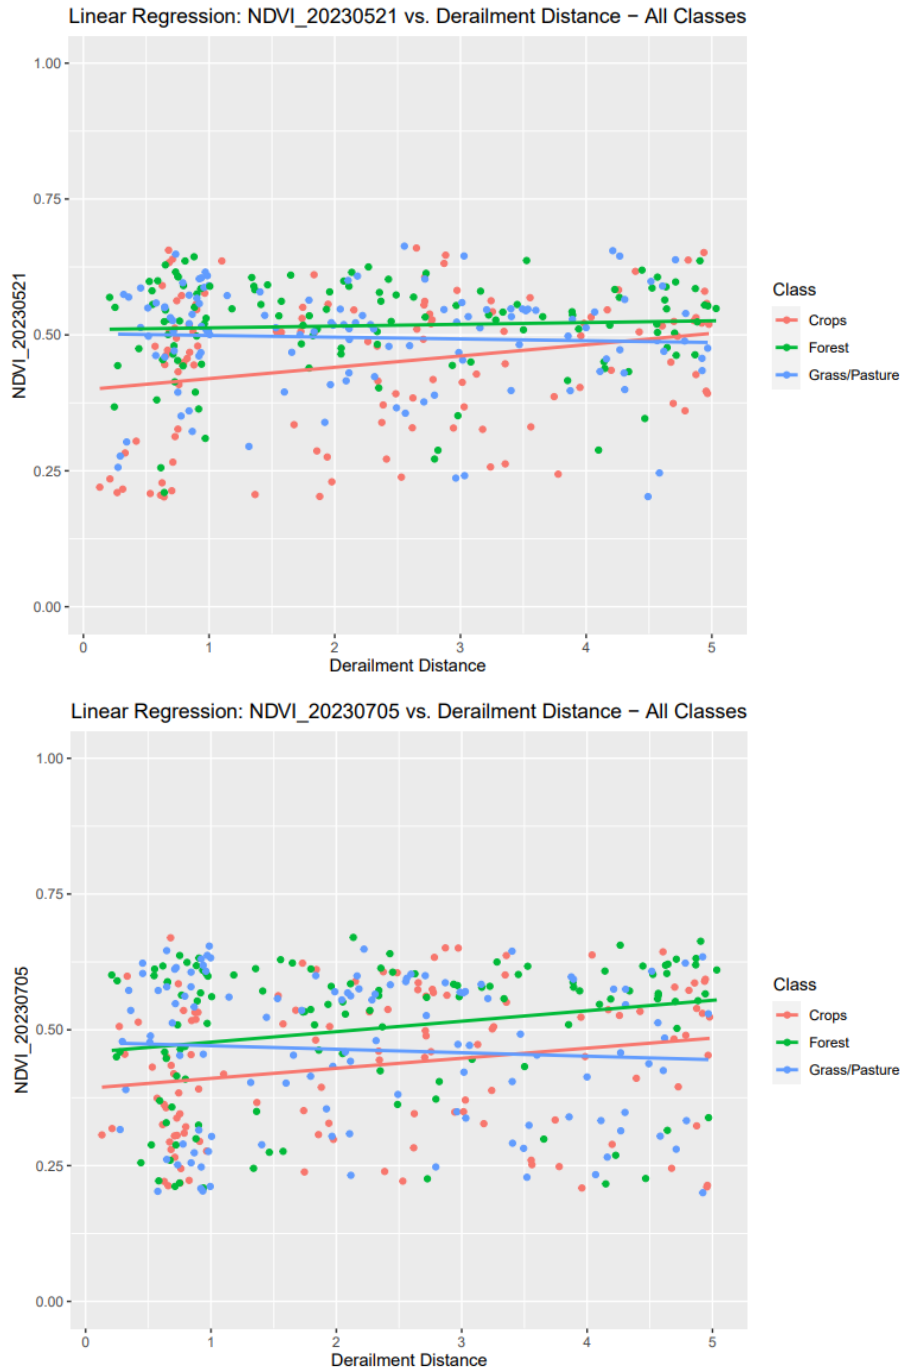 Linear Regression: NDVI_20230521 vs. Derailment Distance − All Classes
1.00
0.75
0.50
0.25
0.00
NDVI_20230521
0 1 2 3 4 5
Derailment Distance
Class
Crops
Forest
Grass/Pasture
Linear Regression: NDVI_20230705 vs. Derailment Distance − All Classes
1.00
0.75
0.50
0.25
0.00
NDVI_20230705
0 1 2 3 4 5
Derailment Distance
Class
Crops
Forest
Grass/Pasture